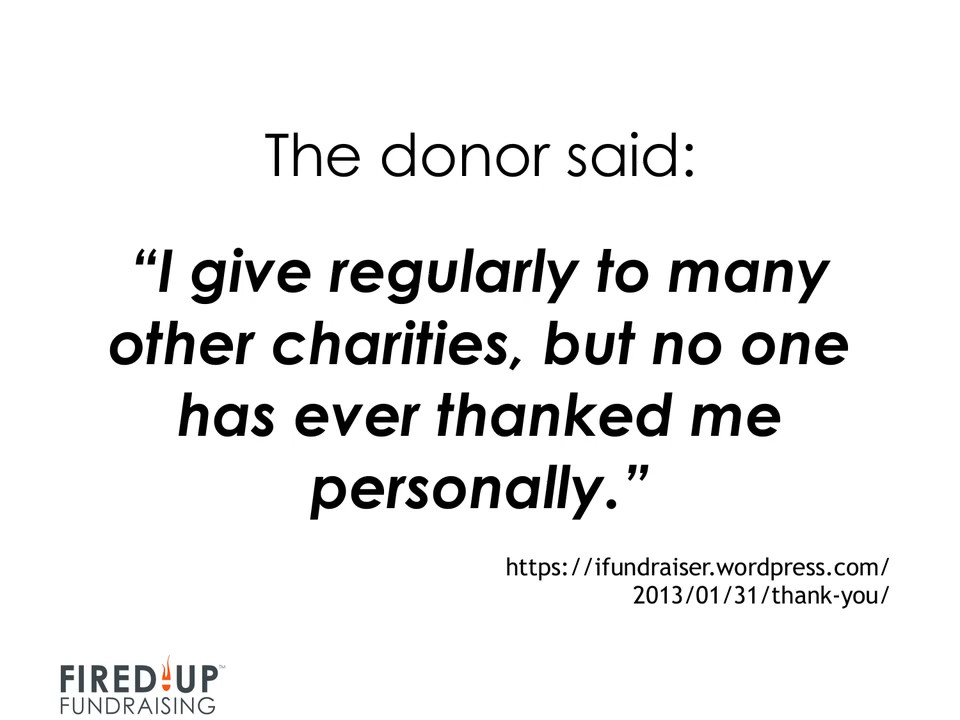 The donor said:
“I give regularly to many
other charities, but no one
has ever thanked me
personally.”
https://ifundraiser.wordpress.com/
2013/01/31/thank-you/
FIRED UP™
FUNDRAISING